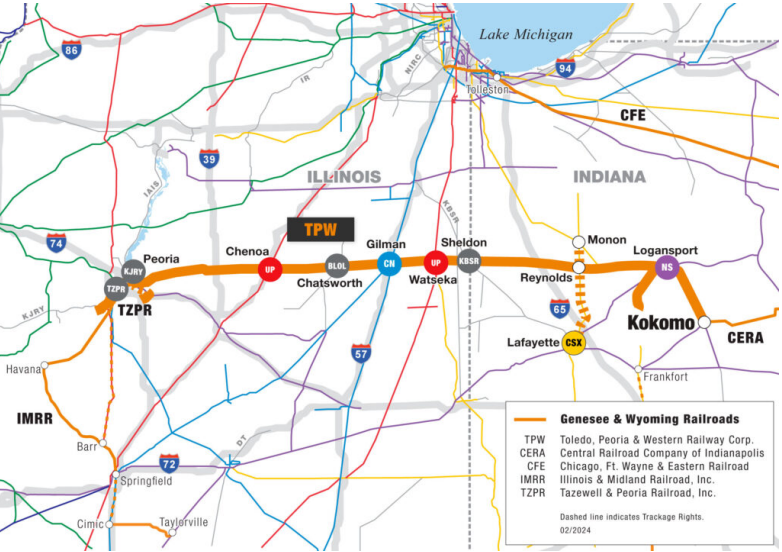 Lake Michigan
86
88
94
NIRC
IR
Tolleston
CFE
39
ILLINOIS
INDIANA
IAIS
KBSR
TPW
74
Peoria
KJRY
Chenoa
UP
BLOL
Chatsworth
Gilman
CN
UP
Watseka
Sheldon
KBSR
Monon
Reynolds
Logansport
NS
TZPR
TZPR
KJRY
65
Kokomo
CERA
Lafayette
CSX
57
Havana
Frankfort
IMRR
Barr
DT
72
Springfield
Cimic
Taylorville
Genesee & Wyoming Railroads
TPW Toledo, Peoria & Western Railway Corp.
CERA Central Railroad Company of Indianapolis
CFE Chicago, Ft. Wayne & Eastern Railroad
IMRR Illinois & Midland Railroad, Inc.
TZPR Tazewell & Peoria Railroad, Inc.
Dashed line indicates Trackage Rights.
02/2024